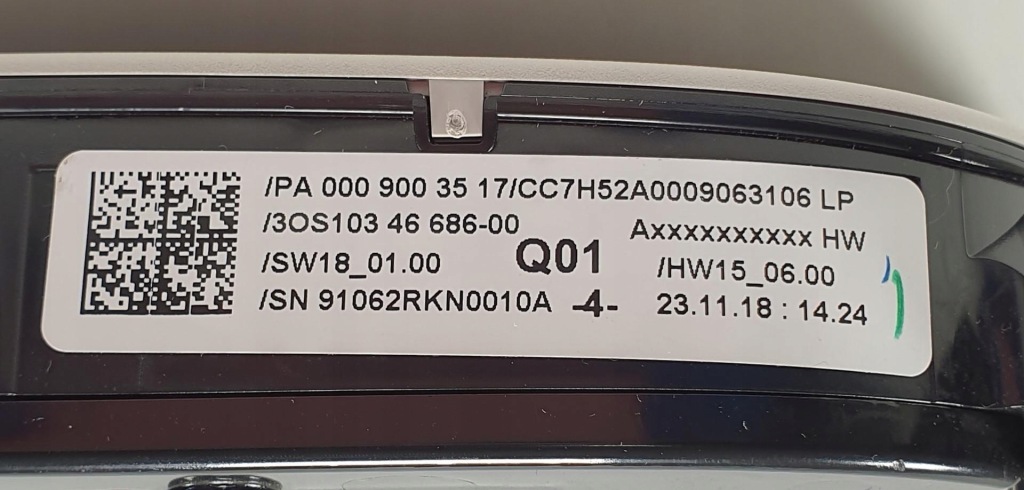 /PA 000 900 35 17/CC7H52A0009063106 LP
/3OS103 46 686-00 Axxxxxxxxxx HW
/SW18_01.00 Q01 /HW15_06.00
/SN 91062RKN0010A -4- 23.11.18 : 14.24